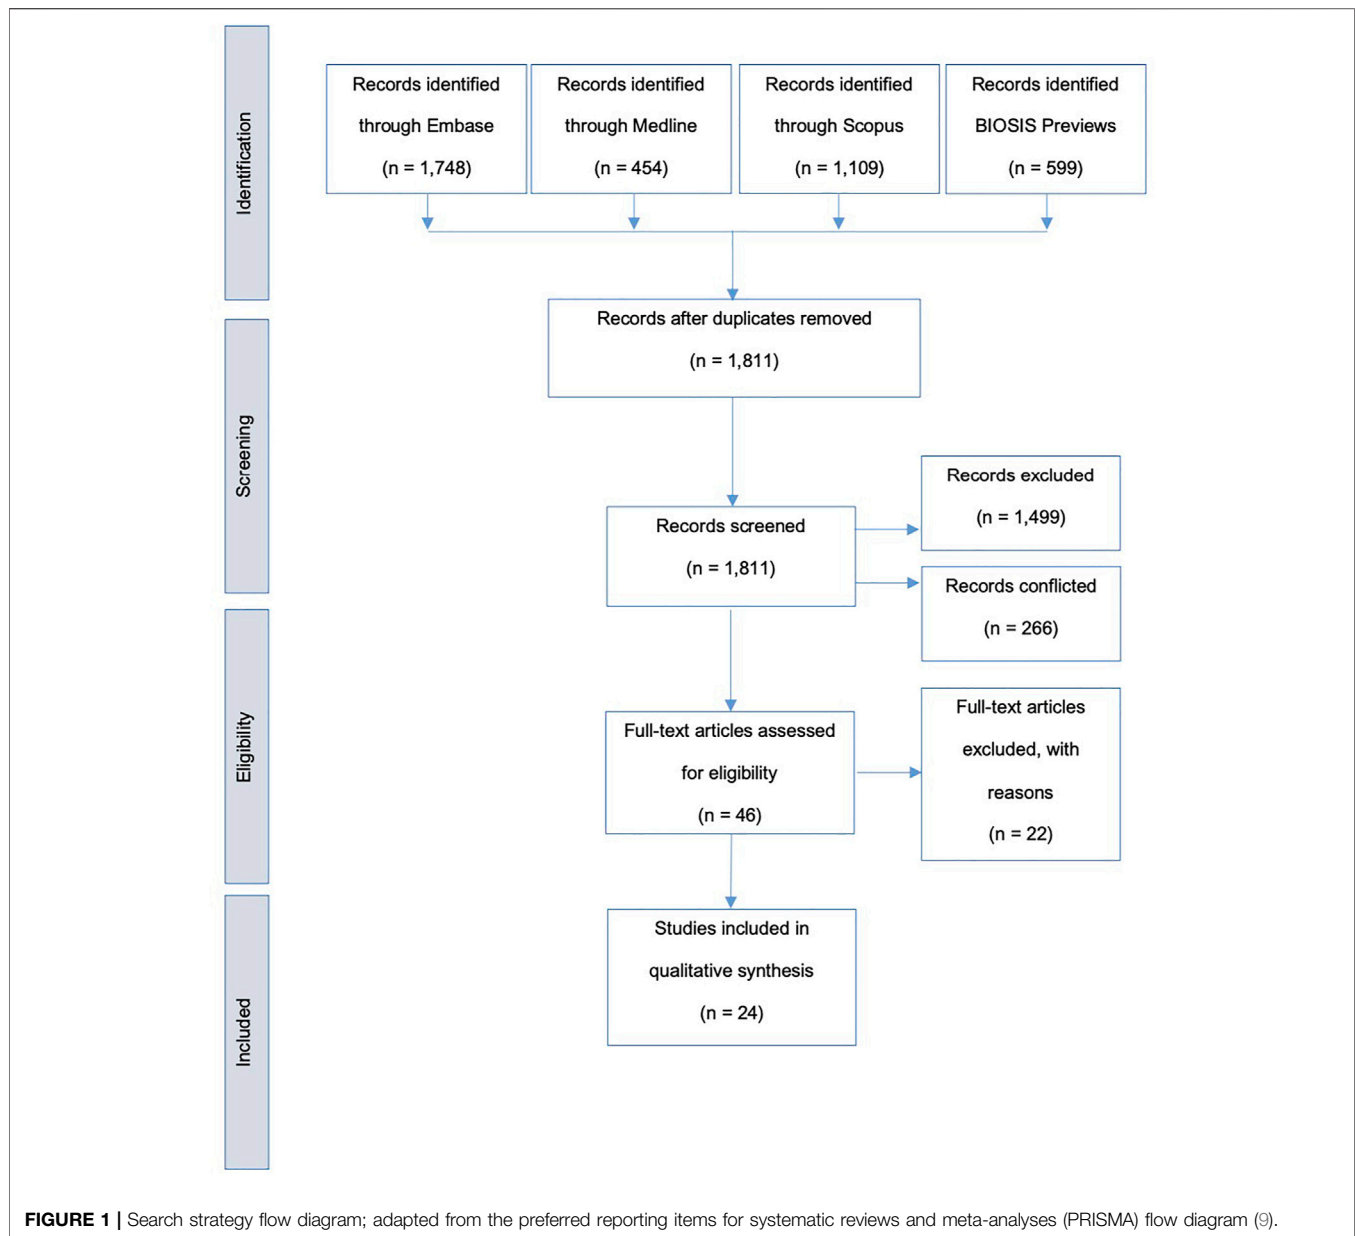 Identification
Records identified
through Embase
(n = 1,748)
Records identified
through Medline
(n = 454)
Records identified
through Scopus
(n = 1,109)
Records identified
BIOSIS Previews
(n = 599)
Screening
Records after duplicates removed
(n = 1,811)
Records screened
(n = 1,811)
Records excluded
(n = 1,499)
Records conflicted
(n = 266)
Eligibility
Full-text articles assessed
for eligibility
(n = 46)
Full-text articles
excluded, with
reasons
(n = 22)
Included
Studies included in
qualitative synthesis
(n = 24)
FIGURE 1 | Search strategy flow diagram; adapted from the preferred reporting items for systematic reviews and meta-analyses (PRISMA) flow diagram (9).